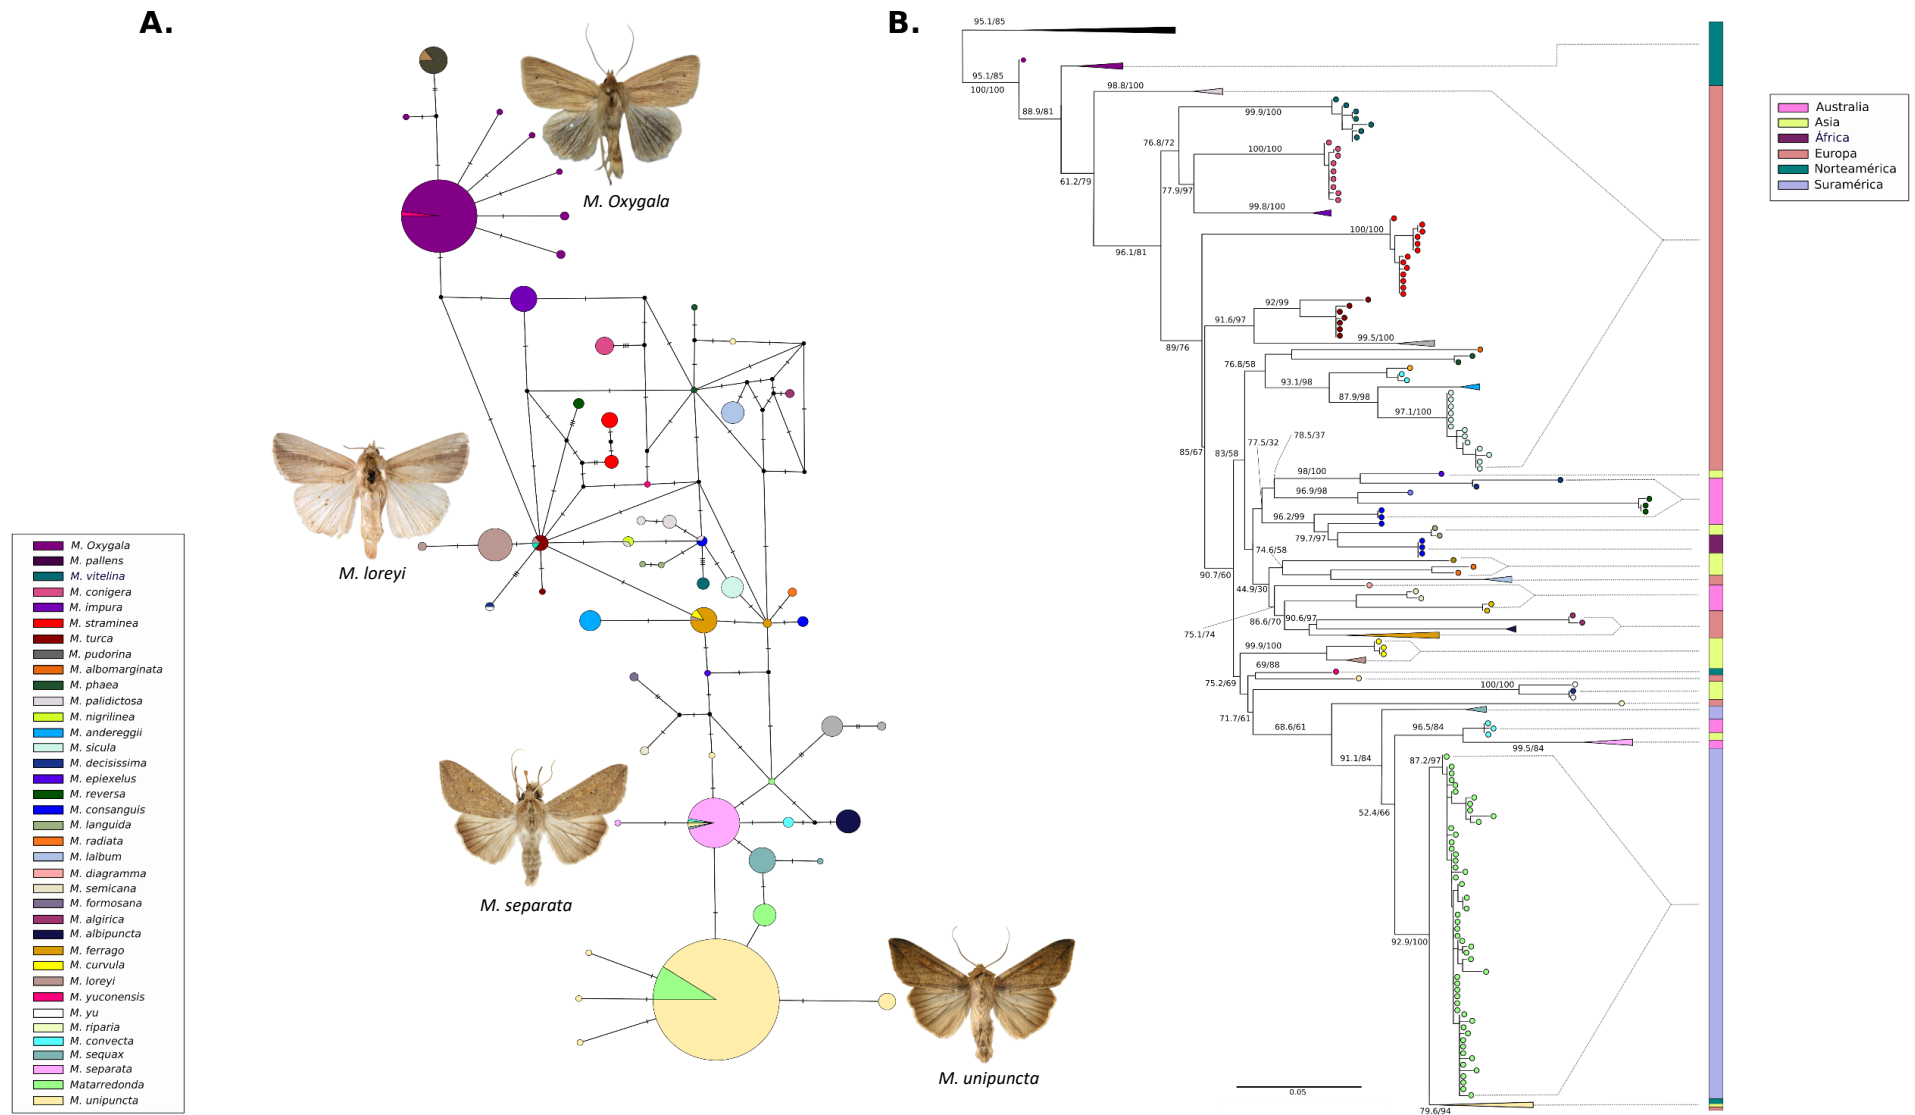 A.
M. Oxygala
M. loreyi
M. separata
M. unipuncta
M. Oxygala
M. pallens
M. vitelina
M. conigera
M. impura
M. straminea
M. turca
M. pudorina
M. albomarginata
M. phaea
M. palidictosa
M. nigrilinea
M. andereggii
M. sicula
M. decisissima
M. epiexelus
M. reversa
M. consanguis
M. languida
M. radiata
M. lalbum
M. diagramma
M. semicana
M. formosana
M. algirica
M. albipuncta
M. ferrago
M. curvula
M. loreyi
M. yuconensis
M. yu
M. riparia
M. convecta
M. sequax
M. separata
Matarredonda
M. unipuncta
B.
95.1/85
95.1/85
100/100
88.9/81
98.8/100
61.2/79
99.9/100
76.8/72
100/100
77.9/97
99.8/100
96.1/81
100/100
92/99
91.6/97
99.5/100
89/76
76.8/58
93.1/98
87.9/98
97.1/100
78.5/37
77.5/32
85/67
83/58
98/100
96.9/98
96.2/99
79.7/97
74.6/58
90.7/60
44.9/30
86.6/70
90.6/97
75.1/74
99.9/100
69/88
75.2/69
100/100
71.7/61
68.6/61
96.5/84
99.5/84
91.1/84
87.2/97
52.4/66
92.9/100
0.05
79.6/94
Australia
Asia
África
Europa
Norteamérica
Suramérica